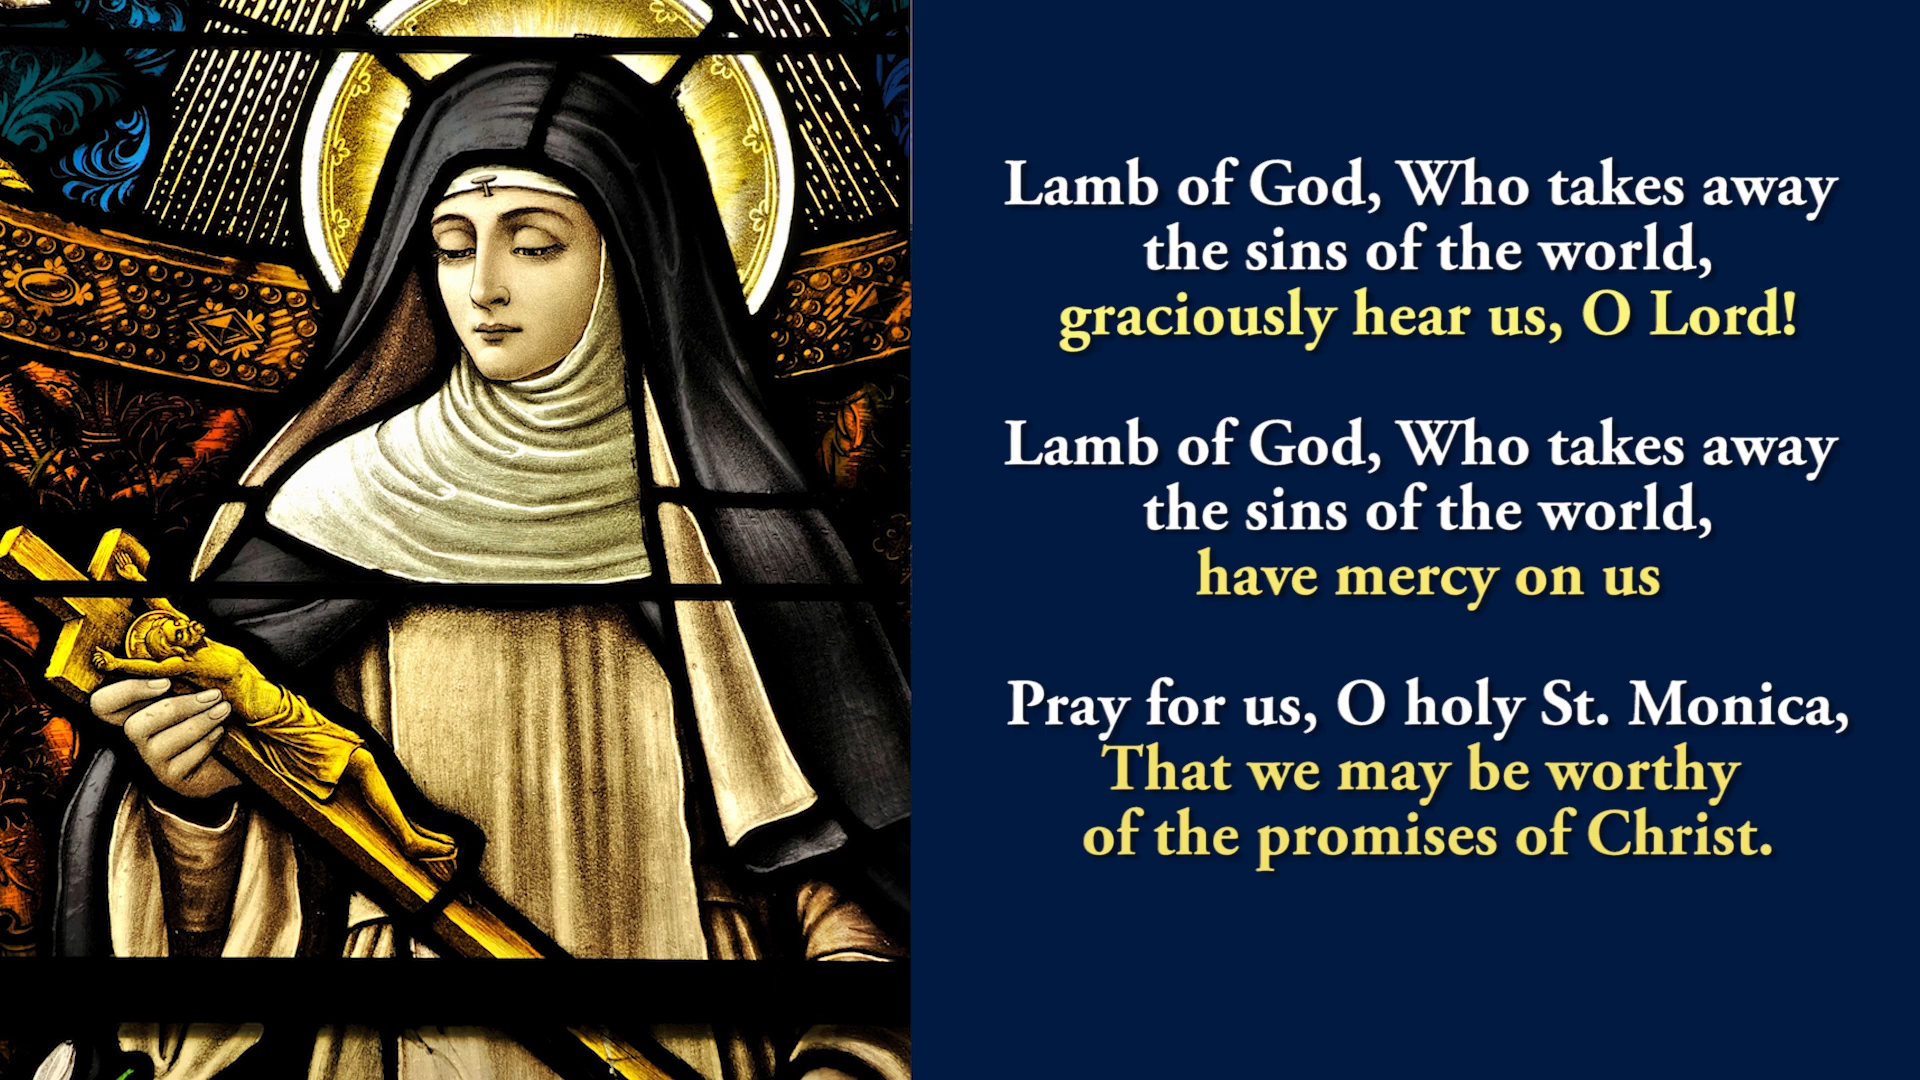 Lamb of God, Who takes away
the sins of the world,
graciously hear us, O Lord!
Lamb of God, Who takes away
the sins of the world,
have mercy on us
Pray for us, O holy St. Monica,
That we may be worthy
of the promises of Christ.